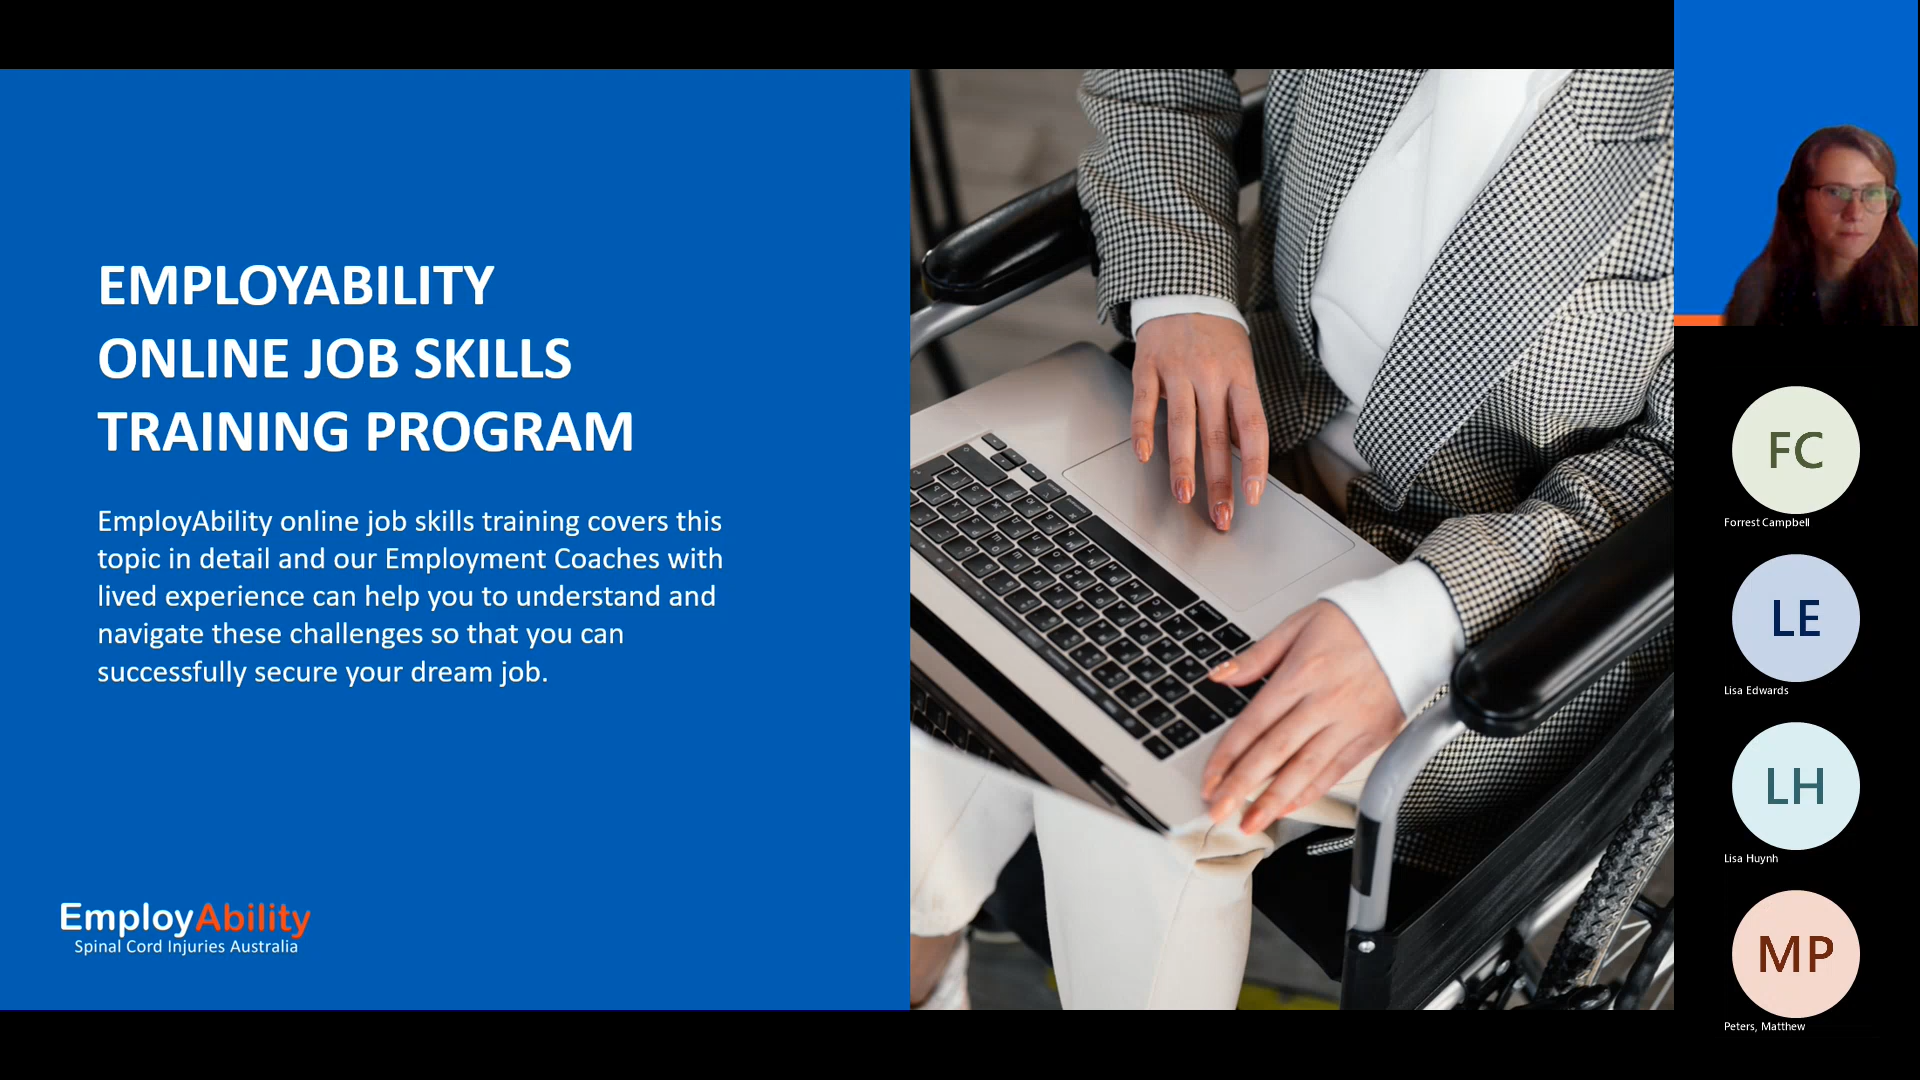 EMPLOYABILITY
ONLINE JOB SKILLS
TRAINING PROGRAM
EmployAbility online job skills training covers this
topic in detail and our Employment Coaches with
lived experience can help you to understand and
navigate these challenges so that you can
successfully secure your dream job.
EmployAbility
Spinal Cord Injuries Australia
FC
Forrest Campbell
LE
Lisa Edwards
LH
Lisa Huynh
MP
Peters, Matthew